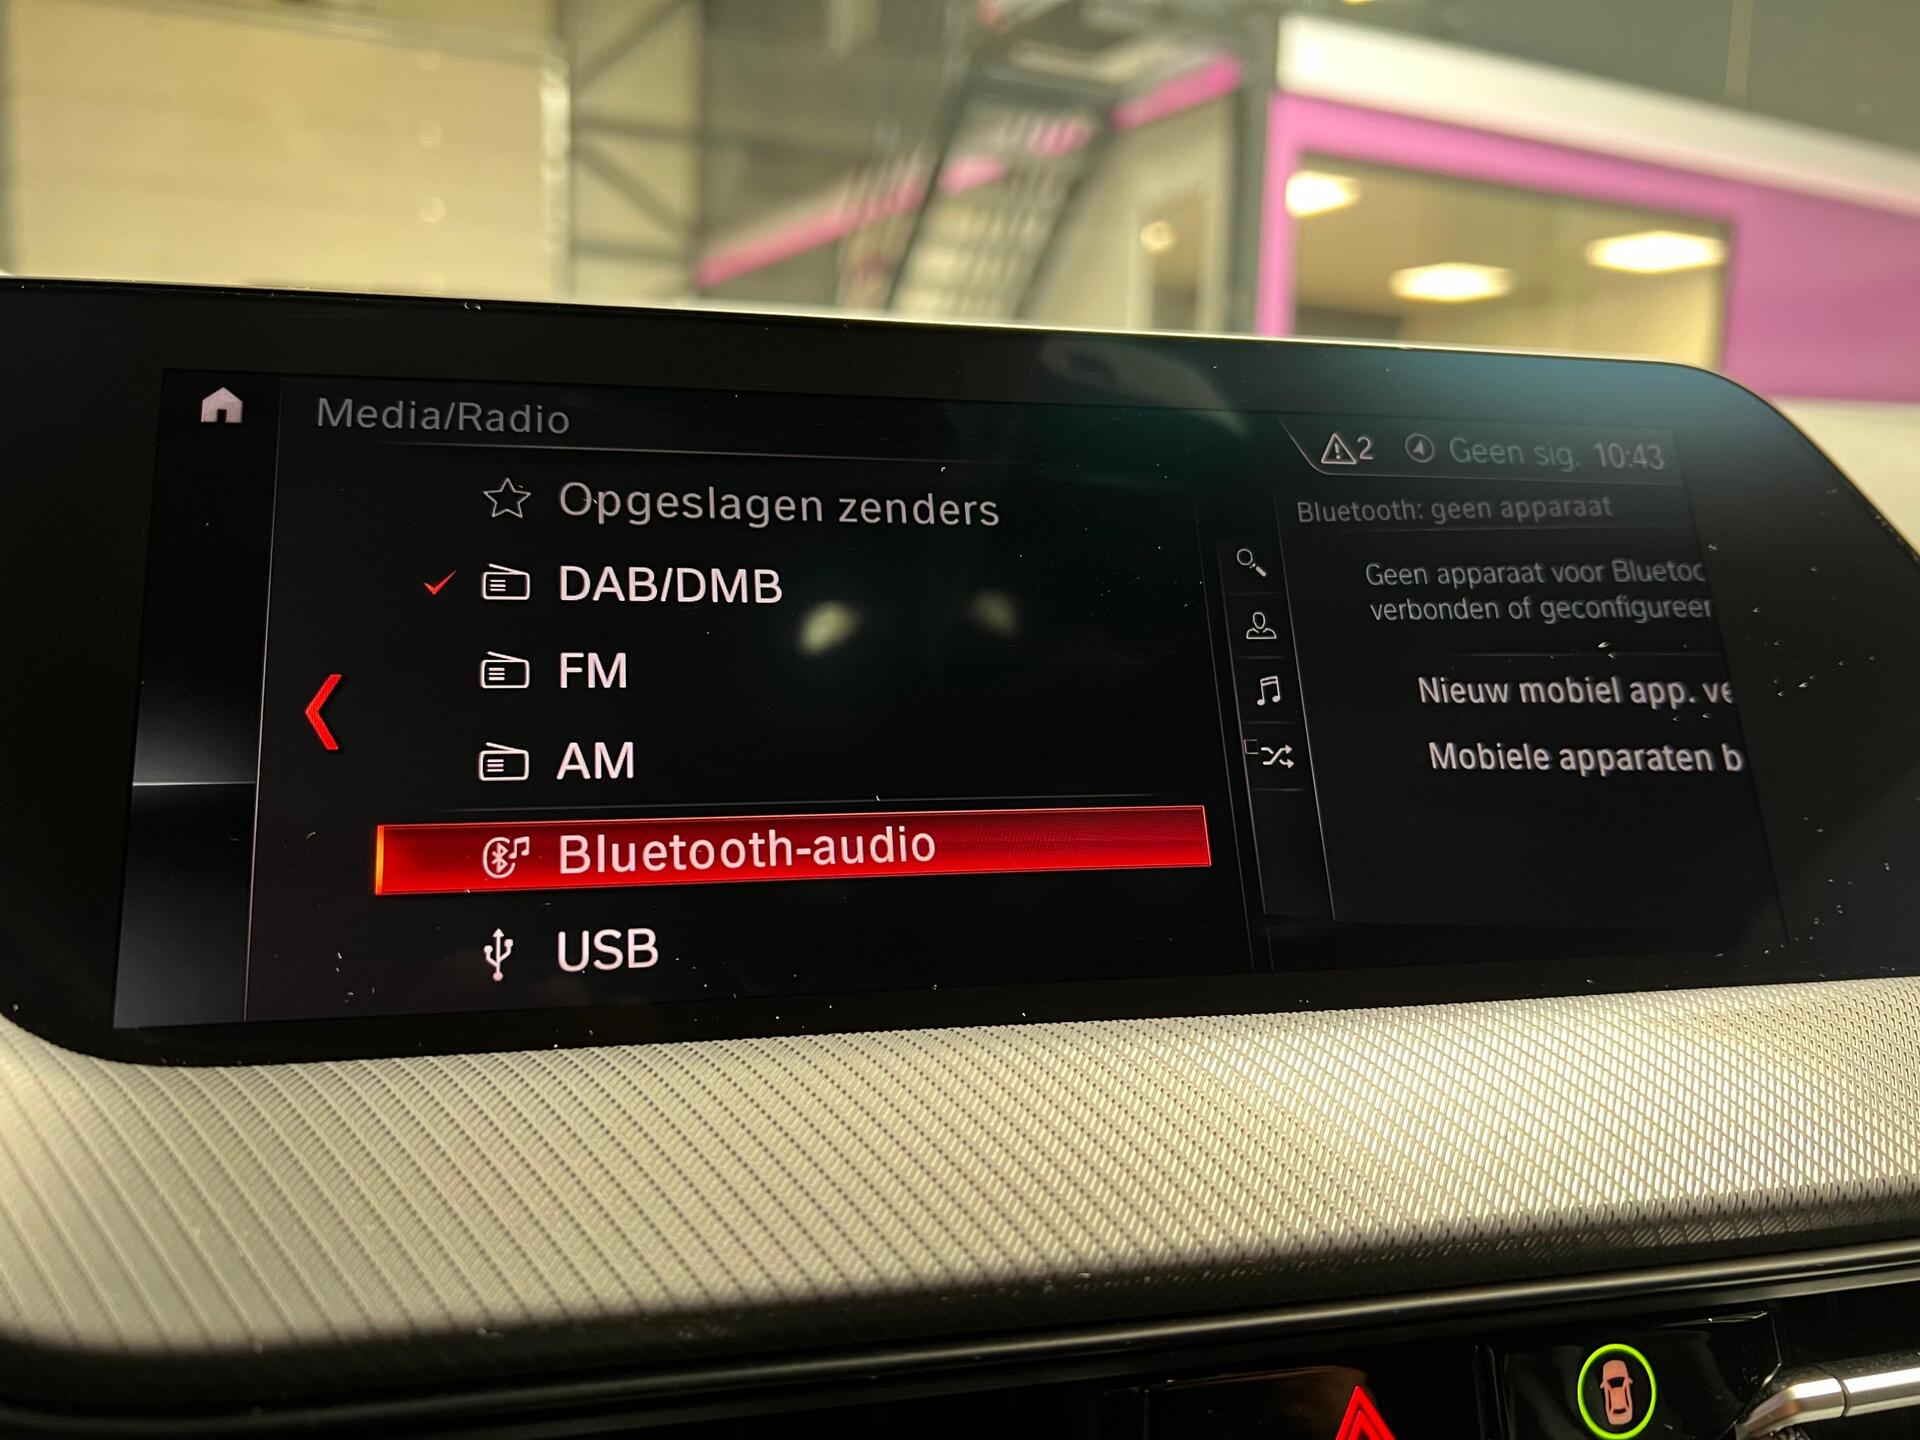 Media/Radio
Opgeslagen zenders
DAB/DMB
FM
AM
Bluetooth-audio
USB
2 Geen sig. 10:43
Bluetooth: geen apparaat
Geen apparaat voor Bluetoc
verbonden of geconfigureer
Nieuw mobiel app. ve
Mobiele apparaten b